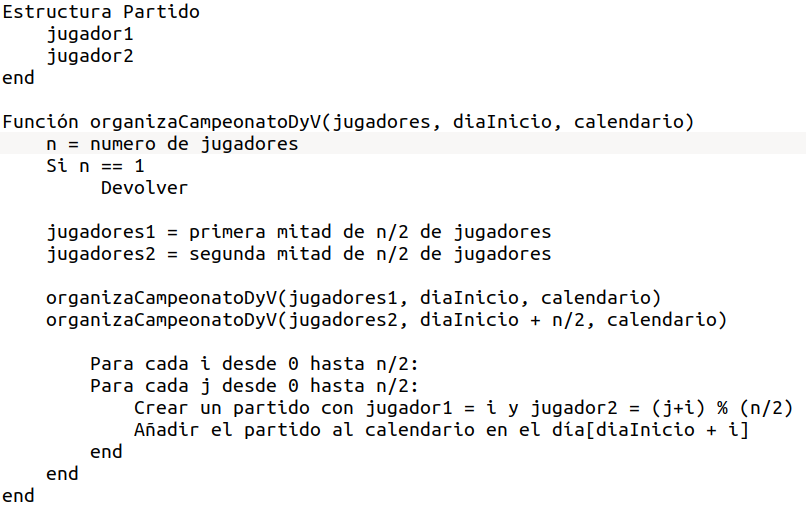 Estructura Partido
    jugador1
    jugador2
end

Función organizaCampeonatoDyV(jugadores, diaInicio, calendario)
    n = numero de jugadores
    Si n == 1
         Devolver

    jugadores1 = primera mitad de n/2 de jugadores
    jugadores2 = segunda mitad de n/2 de jugadores

    organizaCampeonatoDyV(jugadores1, diaInicio, calendario)
    organizaCampeonatoDyV(jugadores2, diaInicio + n/2, calendario)

        Para cada i desde 0 hasta n/2:
        Para cada j desde 0 hasta n/2:
            Crear un partido con jugador1 = i y jugador2 = (j+i) % (n/2)
            Añadir el partido al calendario en el día[diaInicio + i]
        end
    end
end